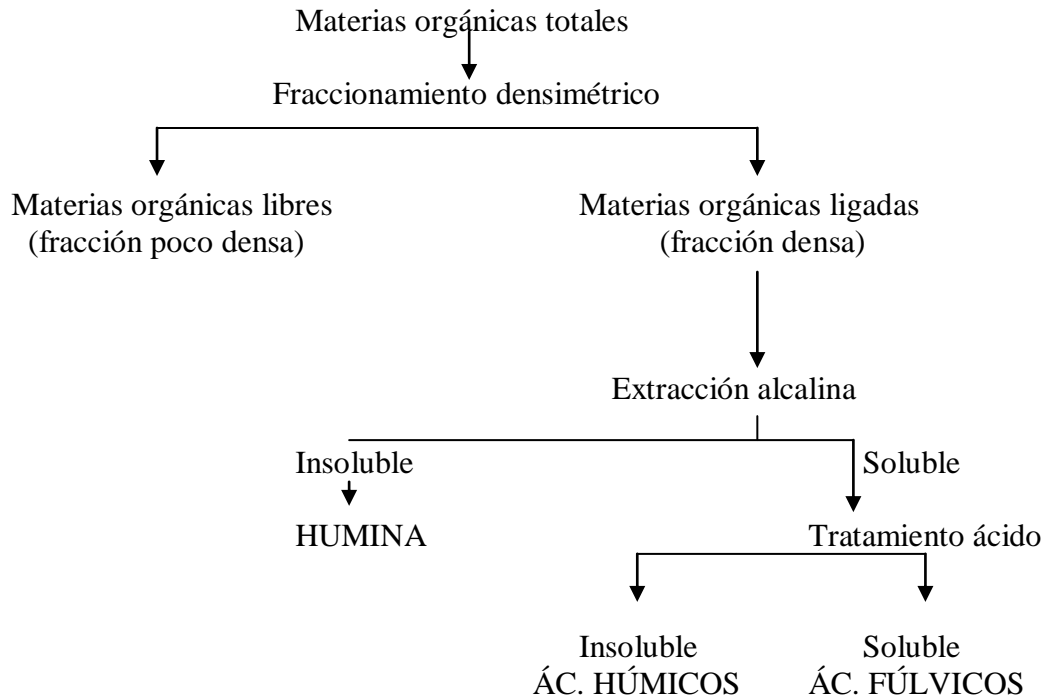 Materias orgánicas totales
Fraccionamiento densimétrico
Materias orgánicas libres
(fracción poco densa)
Materias orgánicas ligadas
(fracción densa)
Extracción alcalina
Insoluble
Soluble
HUMINA
Tratamiento ácido
Insoluble
ÁC. HÚMICOS
Soluble
ÁC. FÚLVICOS